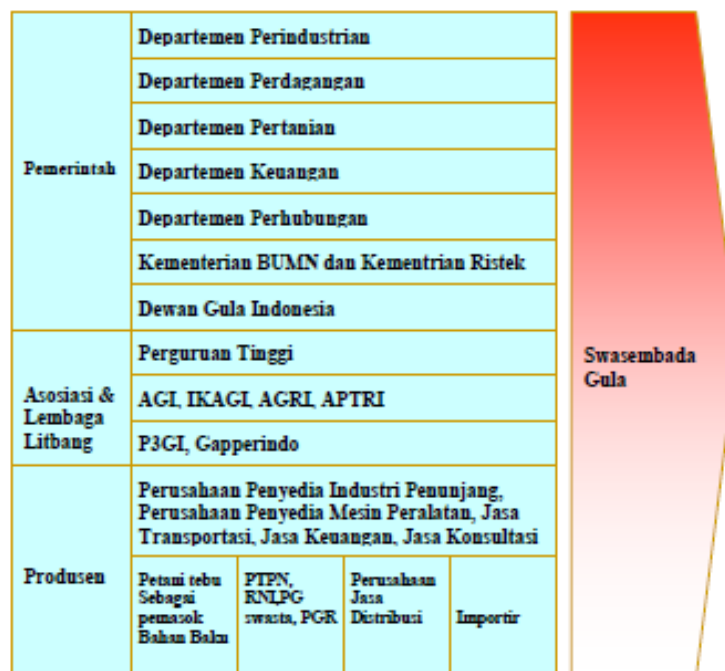 Pemerintah
Departemen Perindustrian
Departemen Perdagangan
Departemen Pertanian
Departemen Keuangan
Departemen Perhubungan
Kementerian BUMN dan Kementrian Ristek
Dewan Gula Indonesia
Asosiasi &
Lembaga
Litbang
Perguruan Tinggi
AGI, IKAGI, AGRI, APTRI
P3GI, Gapperindo
Produsen
Perusahaan Penyedia Industri Penunjang,
Perusahaan Penyedia Mesin Peralatan, Jasa
Transportasi, Jasa Keuangan, Jasa Konsultasi
Petani tebu
Sebagai
pemasok
Bahan Baku
PTPN,
RNI,PG
swasta, PGR
Perusahaan
Jasa
Distribusi
Importir
Swasembada
Gula